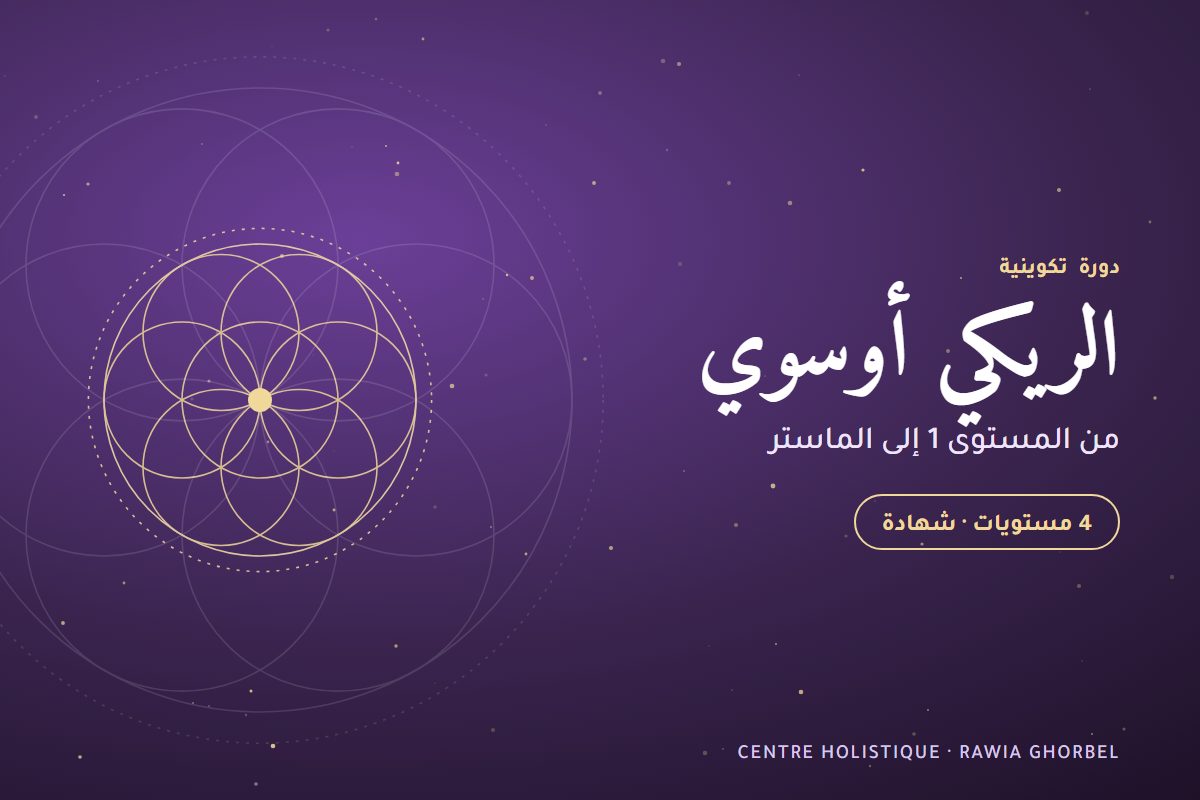 دورة تكوينية
الريكي أوسوي
من المستوى 1 إلى الماستر
4 مستويات · شهادة
CENTRE HOLISTIQUE · RAWIA GHORBEL